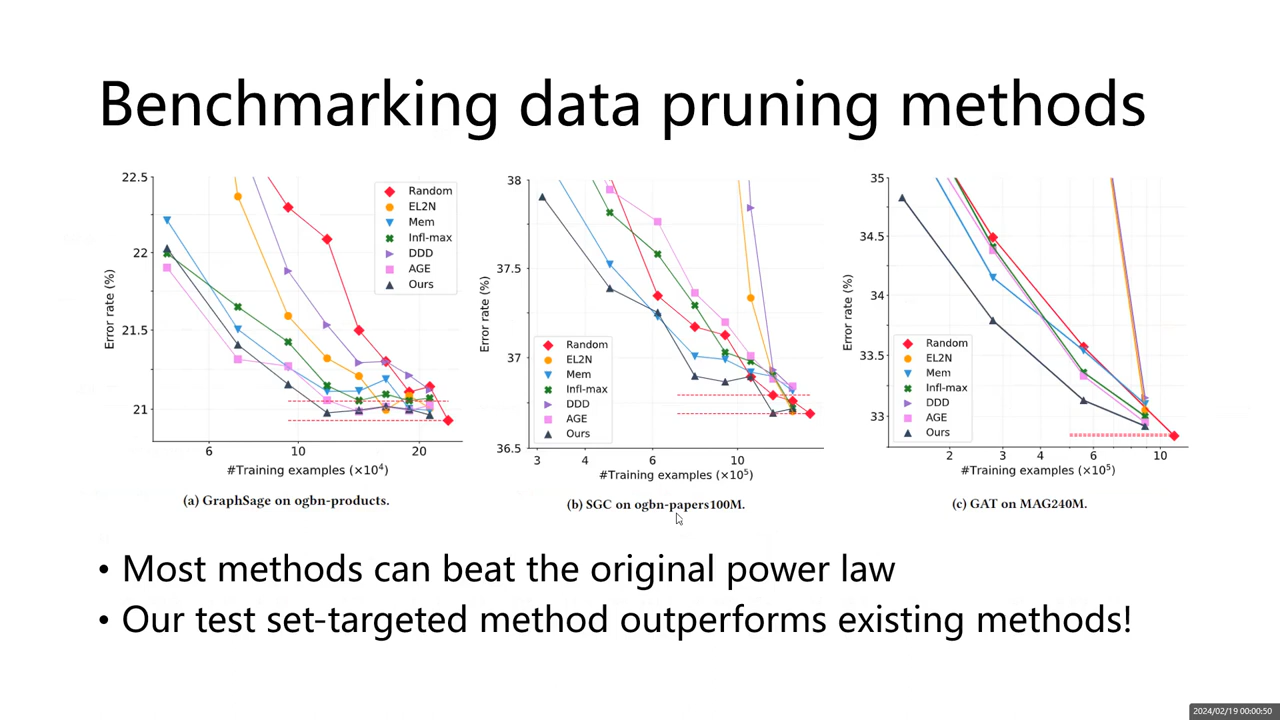 Benchmarking data pruning methods
22.5
22
21.5
21
Error rate (%)
6 10 20
#Training examples (×10⁴)
Random
EL2N
Mem
Infl-max
DDD
AGE
Ours
(a) GraphSage on ogbn-products.
38
37.5
37
36.5
Error rate (%)
3 4 6 10
#Training examples (×10⁵)
Random
EL2N
Mem
Infl-max
DDD
AGE
Ours
(b) SGC on ogbn-papers100M.
35
34.5
34
33.5
33
Error rate (%)
2 3 4 6 10
#Training examples (×10⁵)
Random
EL2N
Mem
Infl-max
DDD
AGE
Ours
(c) GAT on MAG240M.
• Most methods can beat the original power law
• Our test set-targeted method outperforms existing methods!
2024/02/19 00:00:50